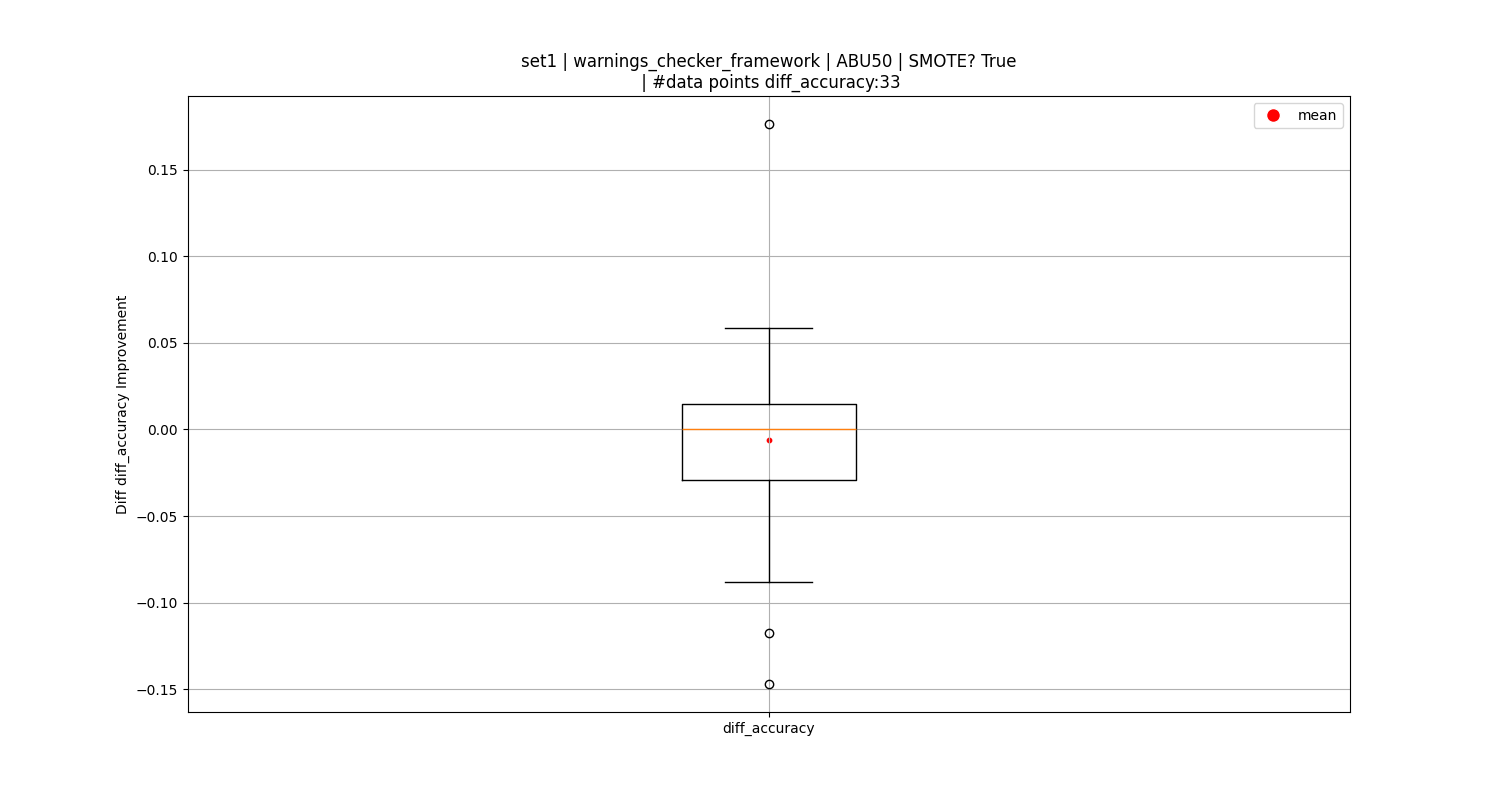 set1 | warnings_checker_framework | ABU50 | SMOTE? True
| #data points diff_accuracy:33
mean
0.15
0.10
0.05
0.00
−0.05
−0.10
−0.15
Diff diff_accuracy Improvement
diff_accuracy